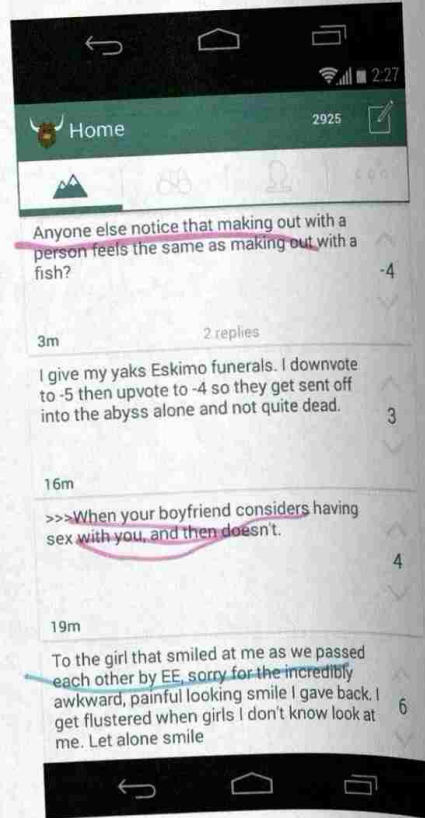 2:27
Home
2925
Anyone else notice that making out with a
person feels the same as making out with a
fish?
-4
3m
2 replies
I give my yaks Eskimo funerals. I downvote
to -5 then upvote to -4 so they get sent off
into the abyss alone and not quite dead.
3
16m
>>>When your boyfriend considers having
sex with you, and then doesn't.
4
19m
To the girl that smiled at me as we passed
each other by EE, sorry for the incredibly
awkward, painful looking smile I gave back. I
get flustered when girls I don't know look at
me. Let alone smile
6